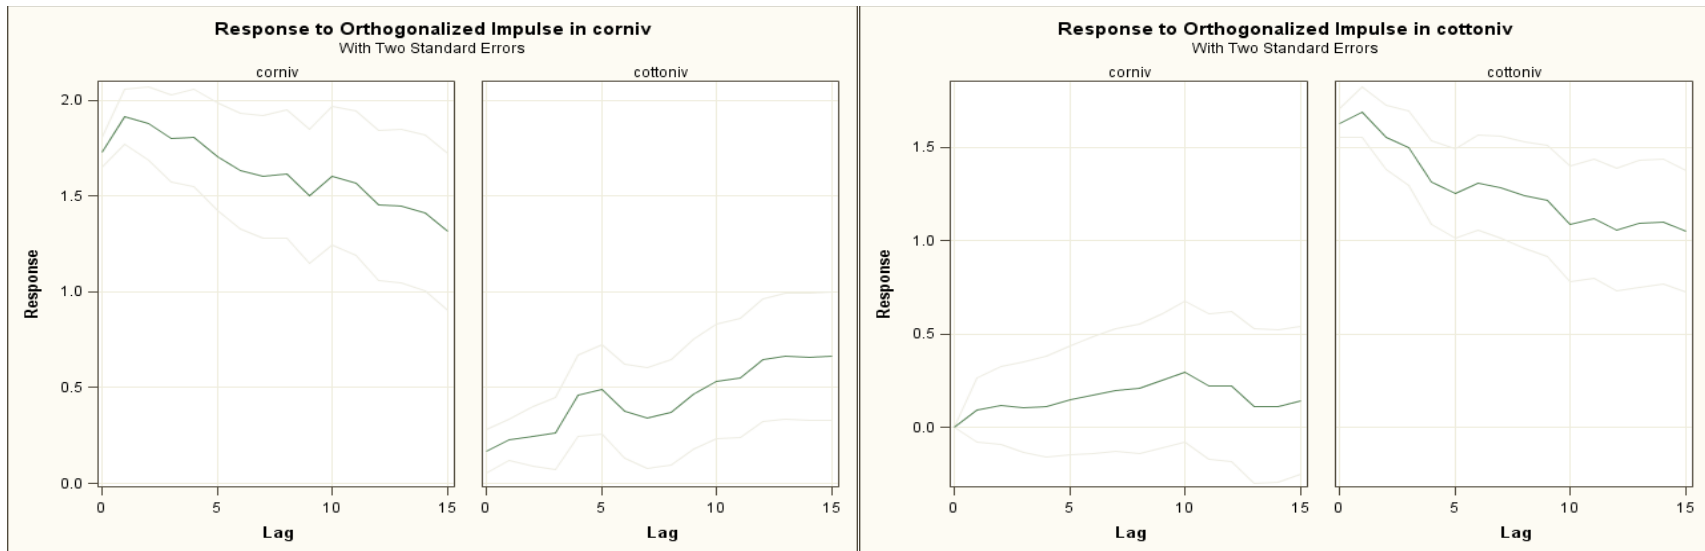 Response to Orthogonalized Impulse in corniv
With Two Standard Errors
corniv
cottoniv
2.0
1.5
1.0
0.5
0.0
Response
0
5
10
15
0
5
10
15
Lag
Lag
Response to Orthogonalized Impulse in cottoniv
With Two Standard Errors
corniv
cottoniv
1.5
1.0
0.5
0.0
Response
0
5
10
15
0
5
10
15
Lag
Lag